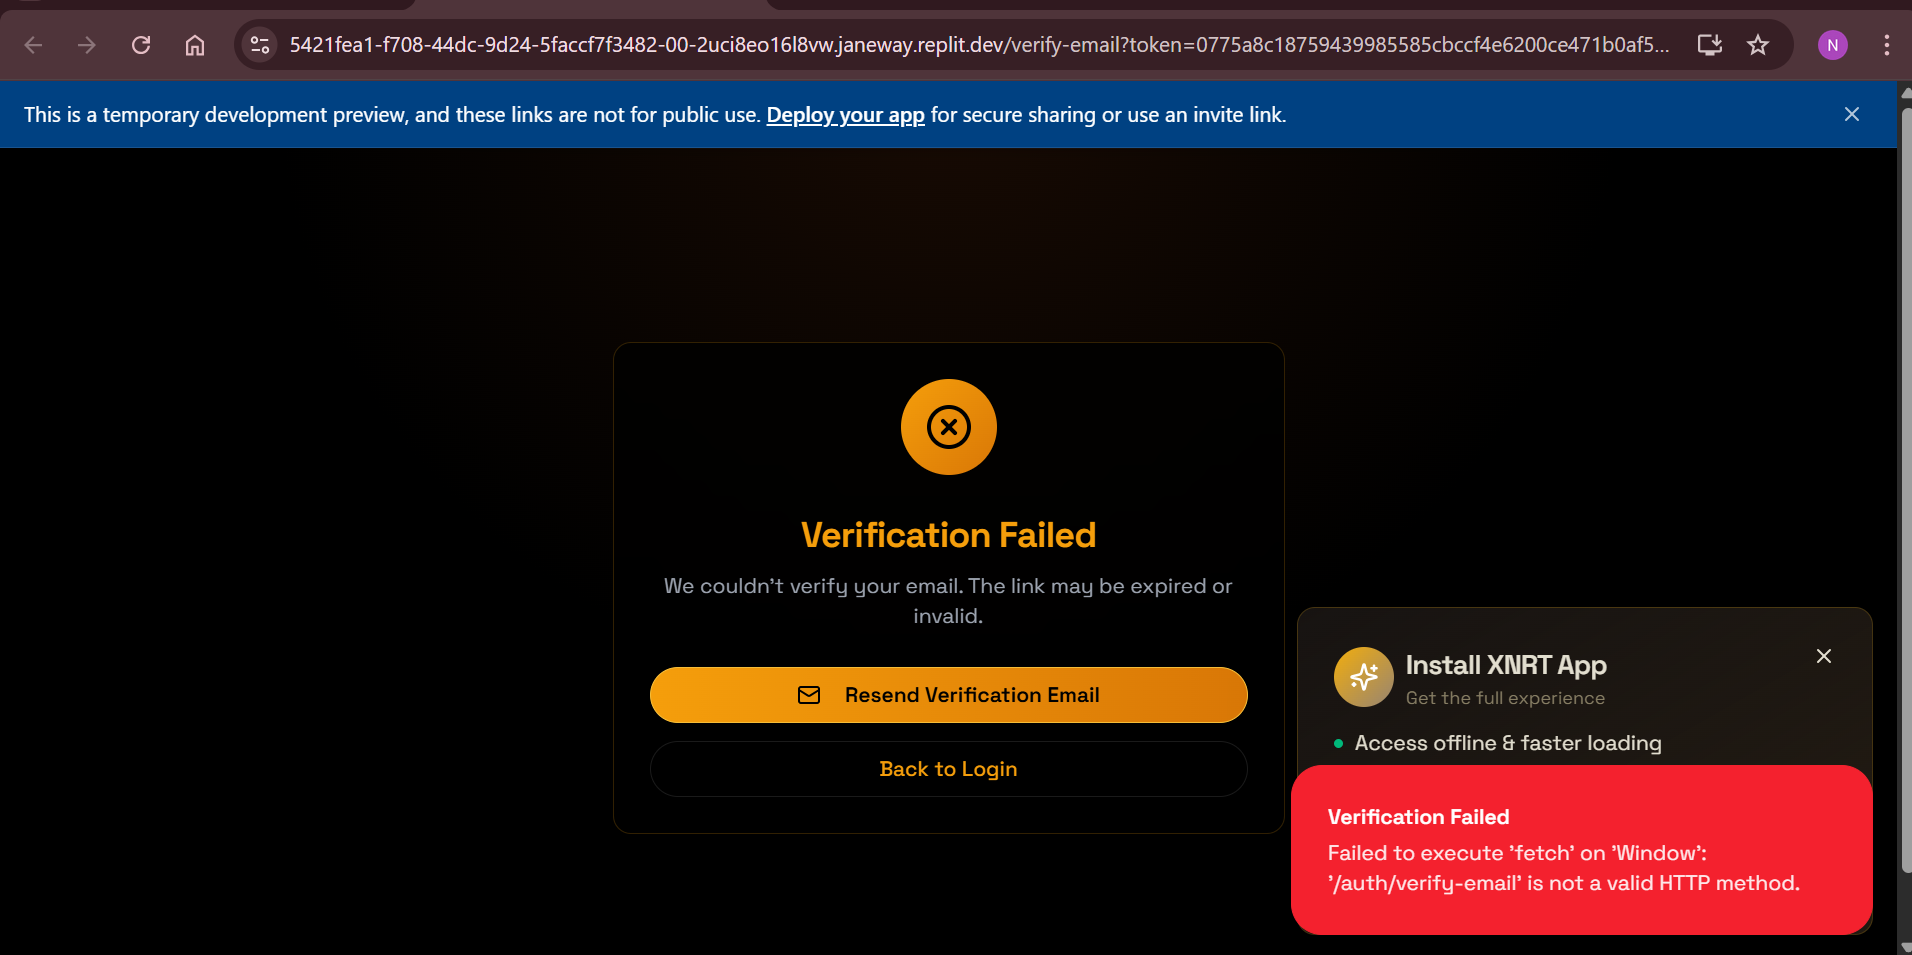 5421fea1-f708-44dc-9d24-5faccf7f3482-00-2uci8eo16l8vw.janeway.replit.dev/verify-email?token=0775a8c18759439985585cbccf4e6200ce471b0af5...
N
This is a temporary development preview, and these links are not for public use. Deploy your app for secure sharing or use an invite link.
Verification Failed
We couldn't verify your email. The link may be expired or
invalid.
Resend Verification Email
Back to Login
Install XNRT App
Get the full experience
Access offline & faster loading
Verification Failed
Failed to execute 'fetch' on 'Window':
'/auth/verify-email' is not a valid HTTP method.